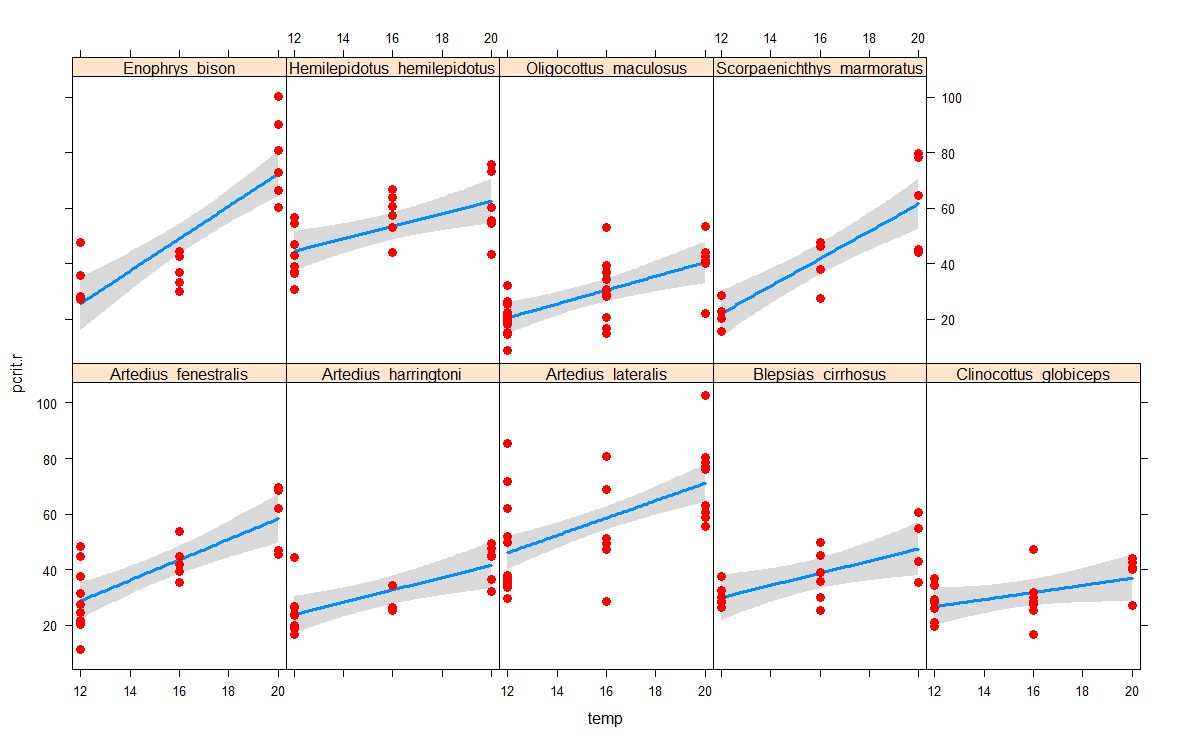 12 14 16 18 20 12 14 16 18 20
Enophrys_bison Hemilepidotus_hemilepidotus Oligocottus_maculosus Scorpaenichthys_marmoratus
100
80
60
40
20
pcrit.r
Artedius_fenestralis Artedius_harringtoni Artedius_lateralis Blepsias_cirrhosus Clinocottus_globiceps
100
80
60
40
20
12 14 16 18 20 12 14 16 18 20 12 14 16 18 20
temp